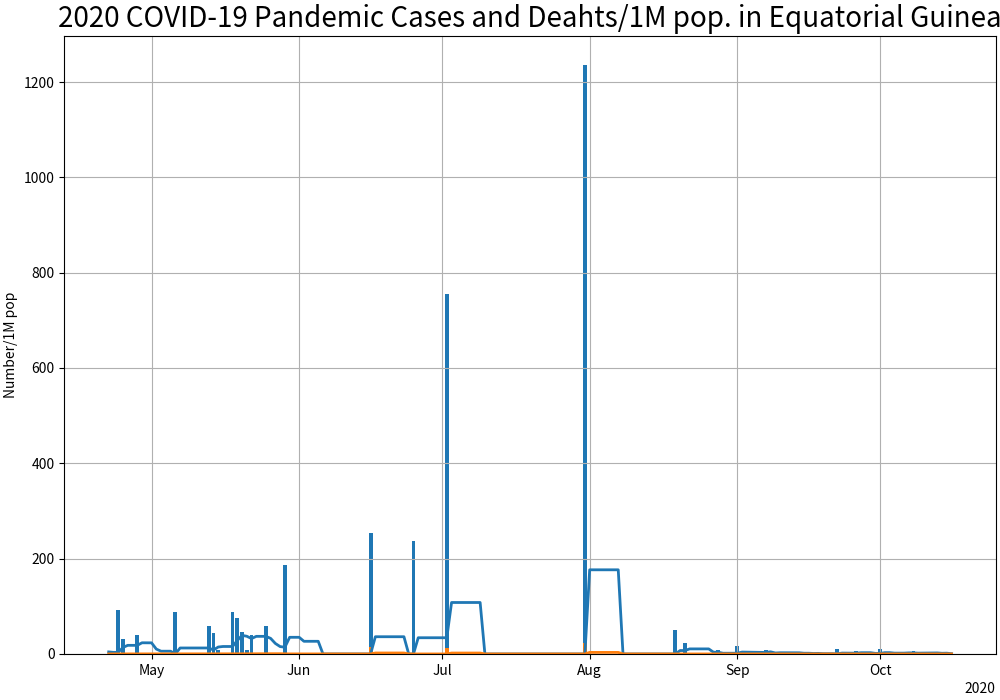 2020 COVID-19 Pandemic Cases and Deahts/1M pop. in Equatorial Guinea
1200
1000
800
600
400
200
0
Number/1M pop
May Jun Jul Aug Sep Oct
2020